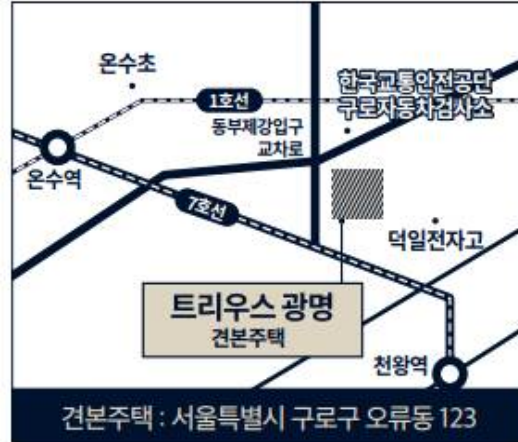 온수초
1호선
한국교통안전공단
구로자동차검사소
동부제강입구
교차로
온수역
7호선
덕일전자고
트리우스 광명
견본주택
천왕역
견본주택 : 서울특별시 구로구 오류동 123